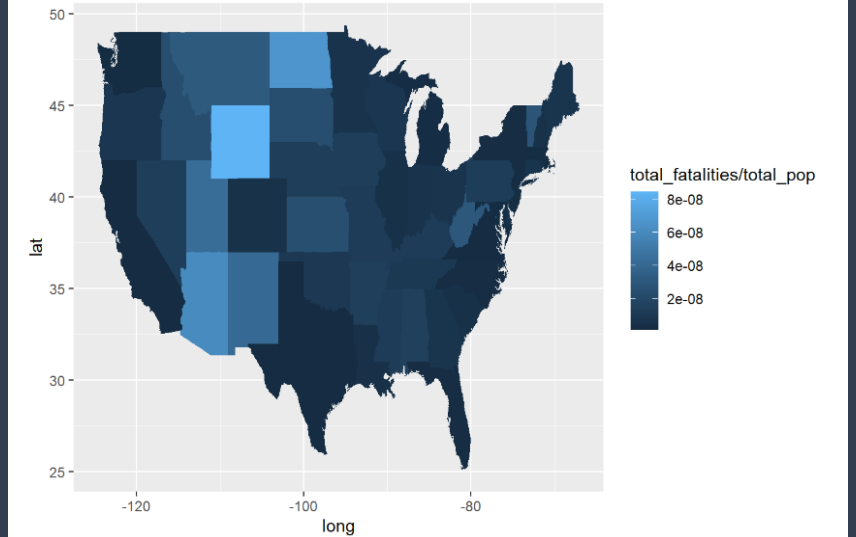 50
45
40
35
30
25
lat
-120
-100
-80
long
total_fatalities/total_pop
8e-08
6e-08
4e-08
2e-08